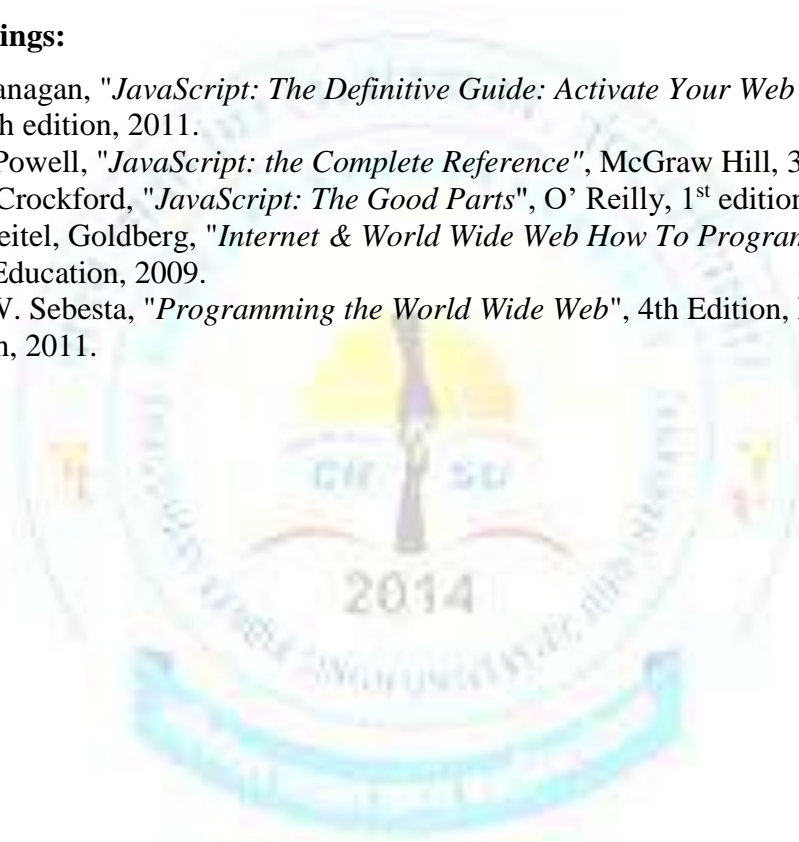 ings:
anagan, "JavaScript: The Definitive Guide: Activate Your Web
h edition, 2011.
Powell, "JavaScript: the Complete Reference", McGraw Hill, 3
Crockford, "JavaScript: The Good Parts", O’ Reilly, 1st edition
eitel, Goldberg, "Internet & World Wide Web How To Program
Education, 2009.
V. Sebesta, "Programming the World Wide Web", 4th Edition,
n, 2011.
2014